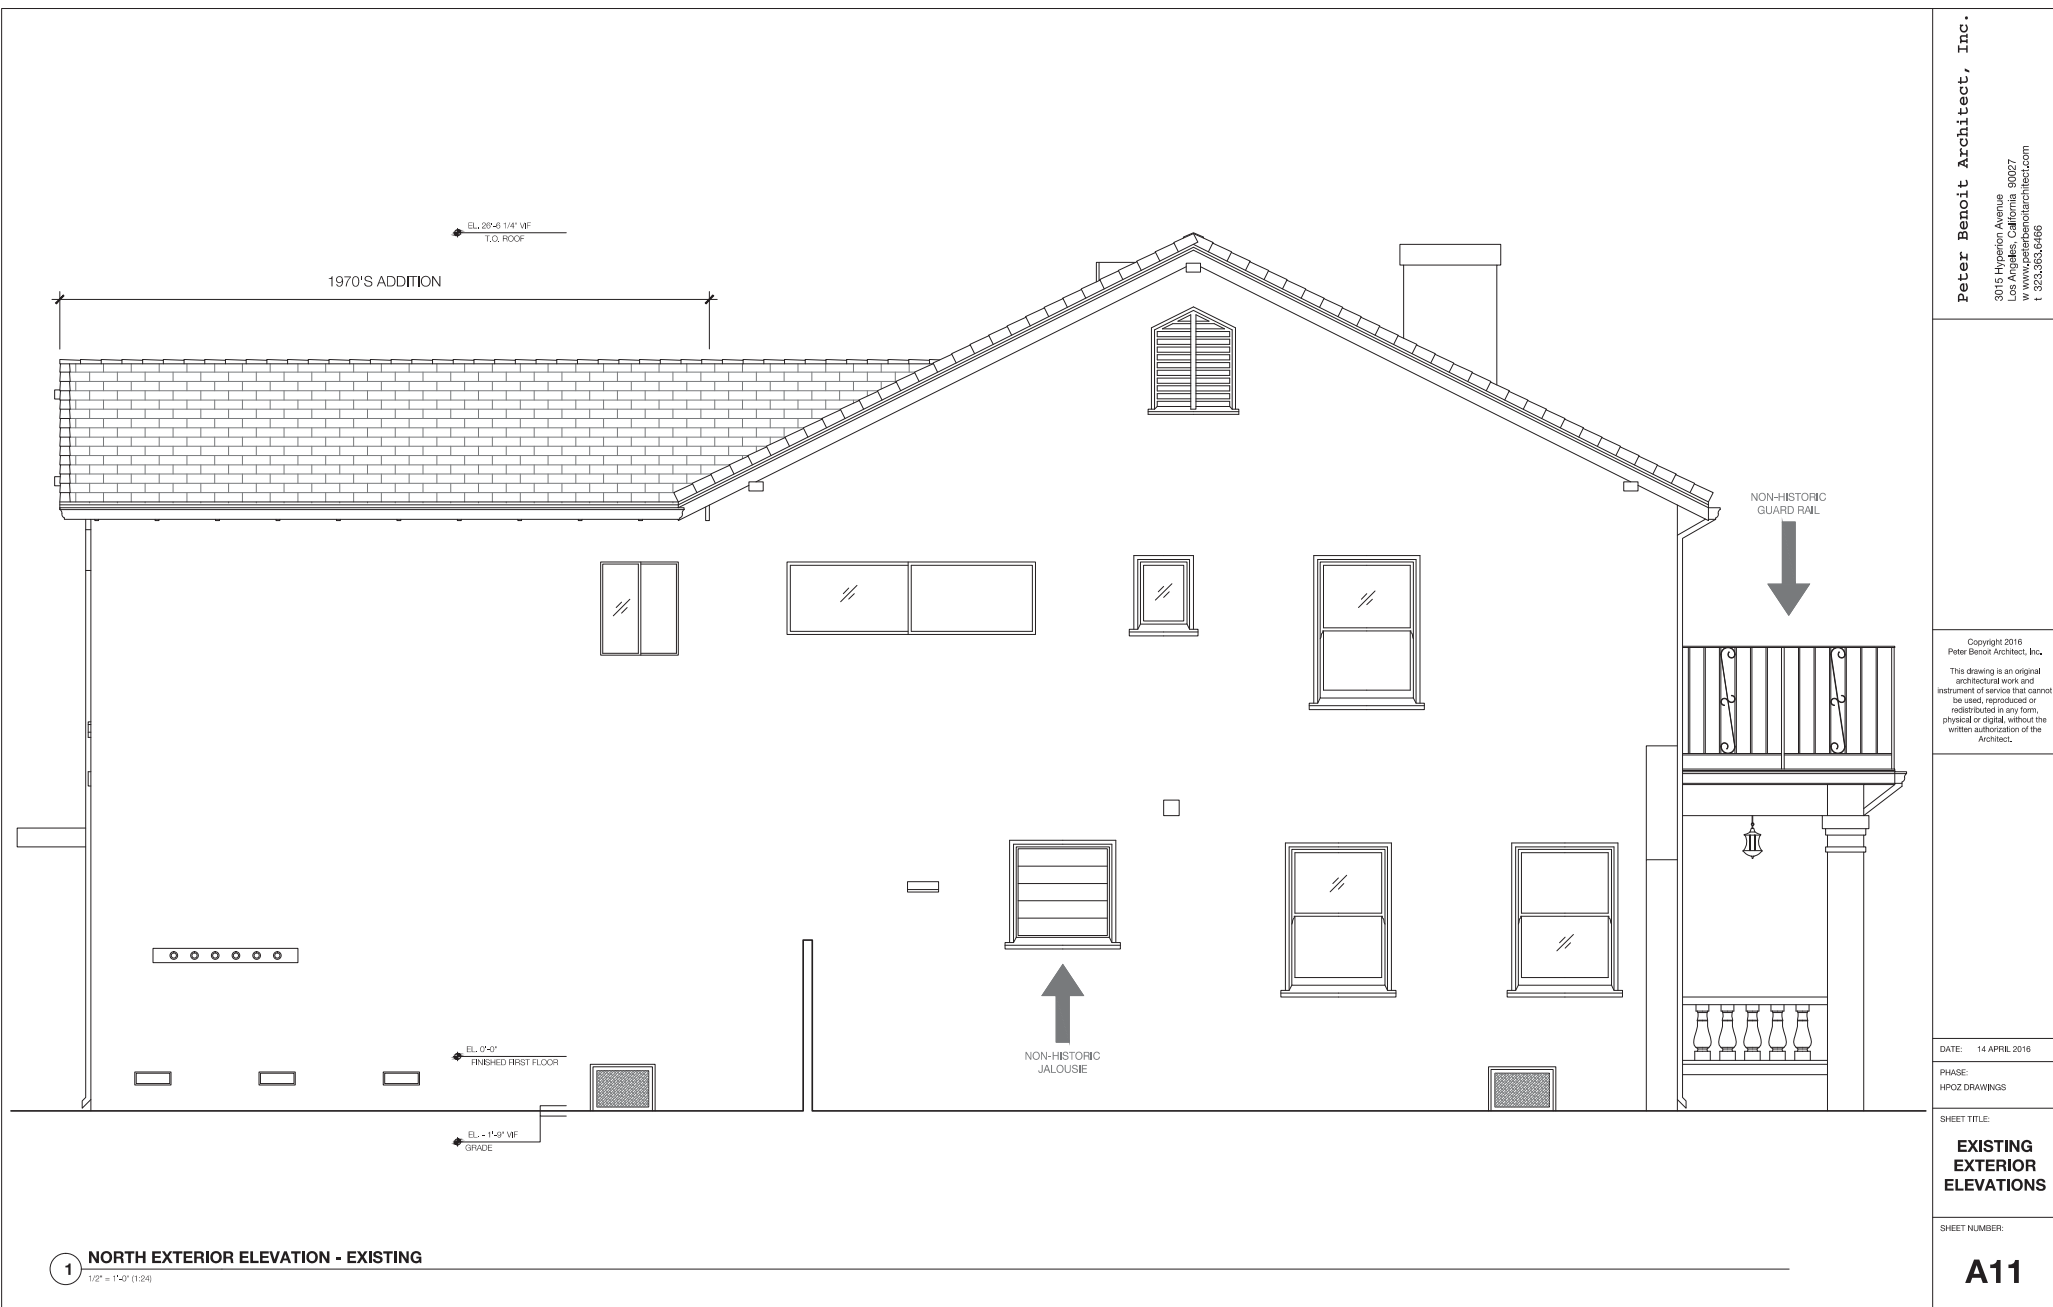 EL. 26'-6 1/4" VIF
T.O. ROOF
1970'S ADDITION
NON-HISTORIC
GUARD RAIL
NON-HISTORIC
JALOUSIE
EL. 0'-0"
FINISHED FIRST FLOOR
EL. - 1'-9" VIF
GRADE
1
NORTH EXTERIOR ELEVATION - EXISTING
1/2" = 1'-0" (1:24)
Peter Benoit Architect, Inc.
3015 Hyperion Avenue
Los Angeles, California 90027
w www.peterbenoitarchitect.com
t 323.363.6466
Copyright 2016
Peter Benoit Architect, Inc.
This drawing is an original
architectural work and
instrument of service that cannot
be used, reproduced or
redistributed in any form,
physical or digital, without the
written authorization of the
Architect.
DATE: 14 APRIL 2016
PHASE:
HPOZ DRAWINGS
SHEET TITLE:
EXISTING
EXTERIOR
ELEVATIONS
SHEET NUMBER:
A11